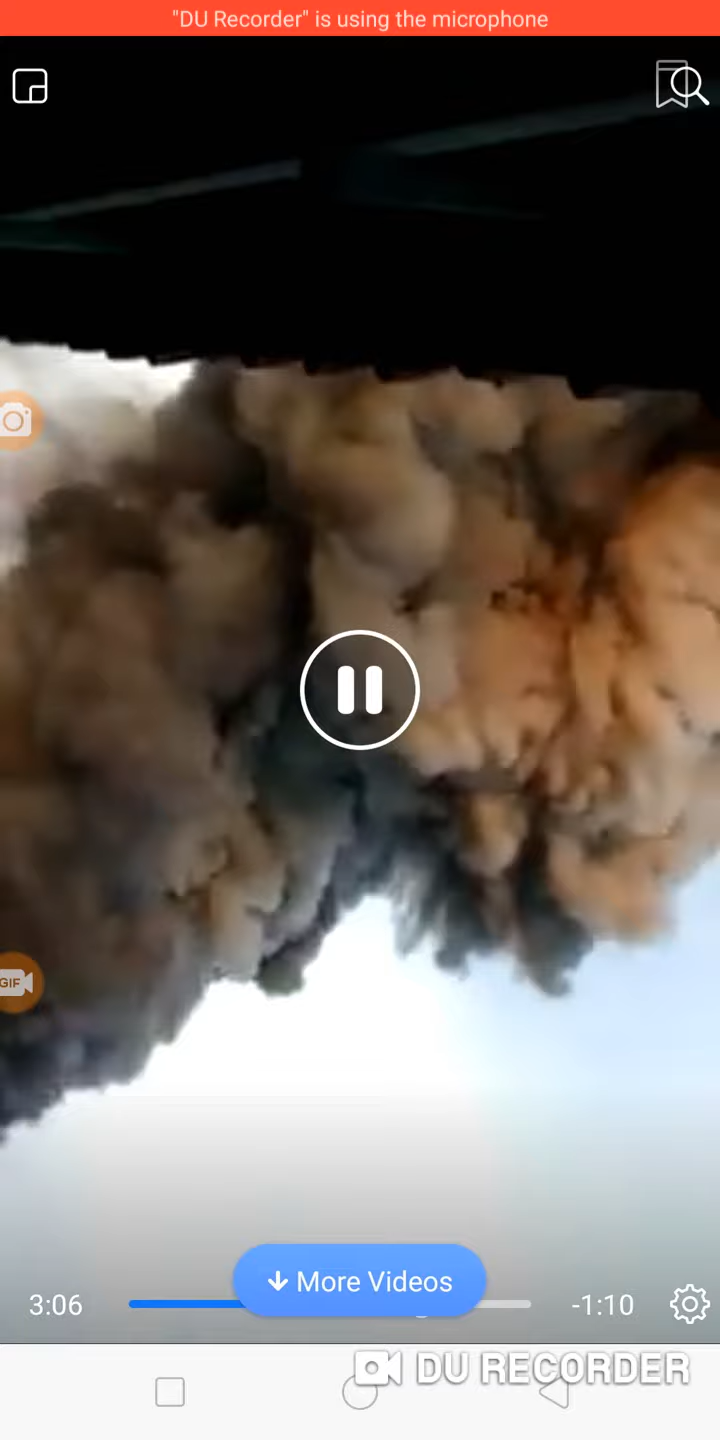 "DU Recorder" is using the microphone
GIF
More Videos
3:06
-1:10
DU RECORDER